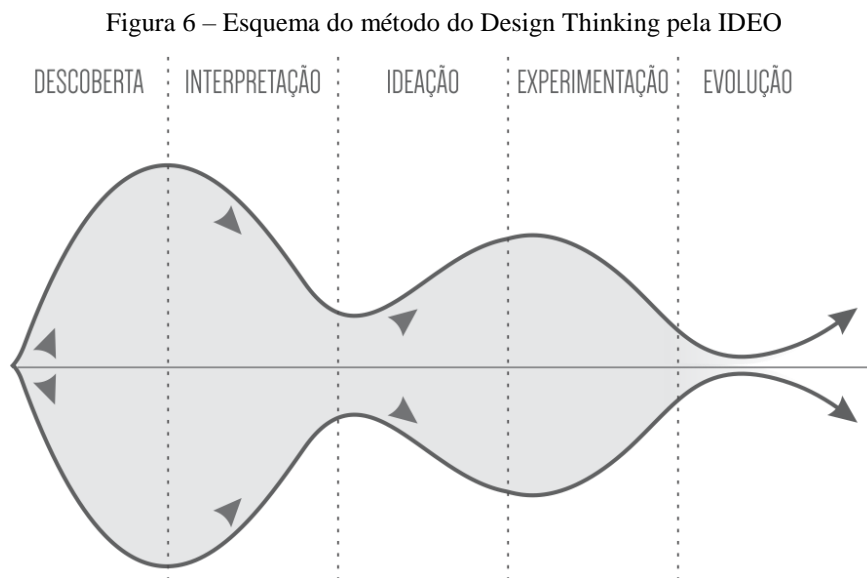 Figura 6 – Esquema do método do Design Thinking pela IDEO
DESCOBERTA INTERPRETAÇÃO IDEAÇÃO EXPERIMENTAÇÃO EVOLUÇÃO